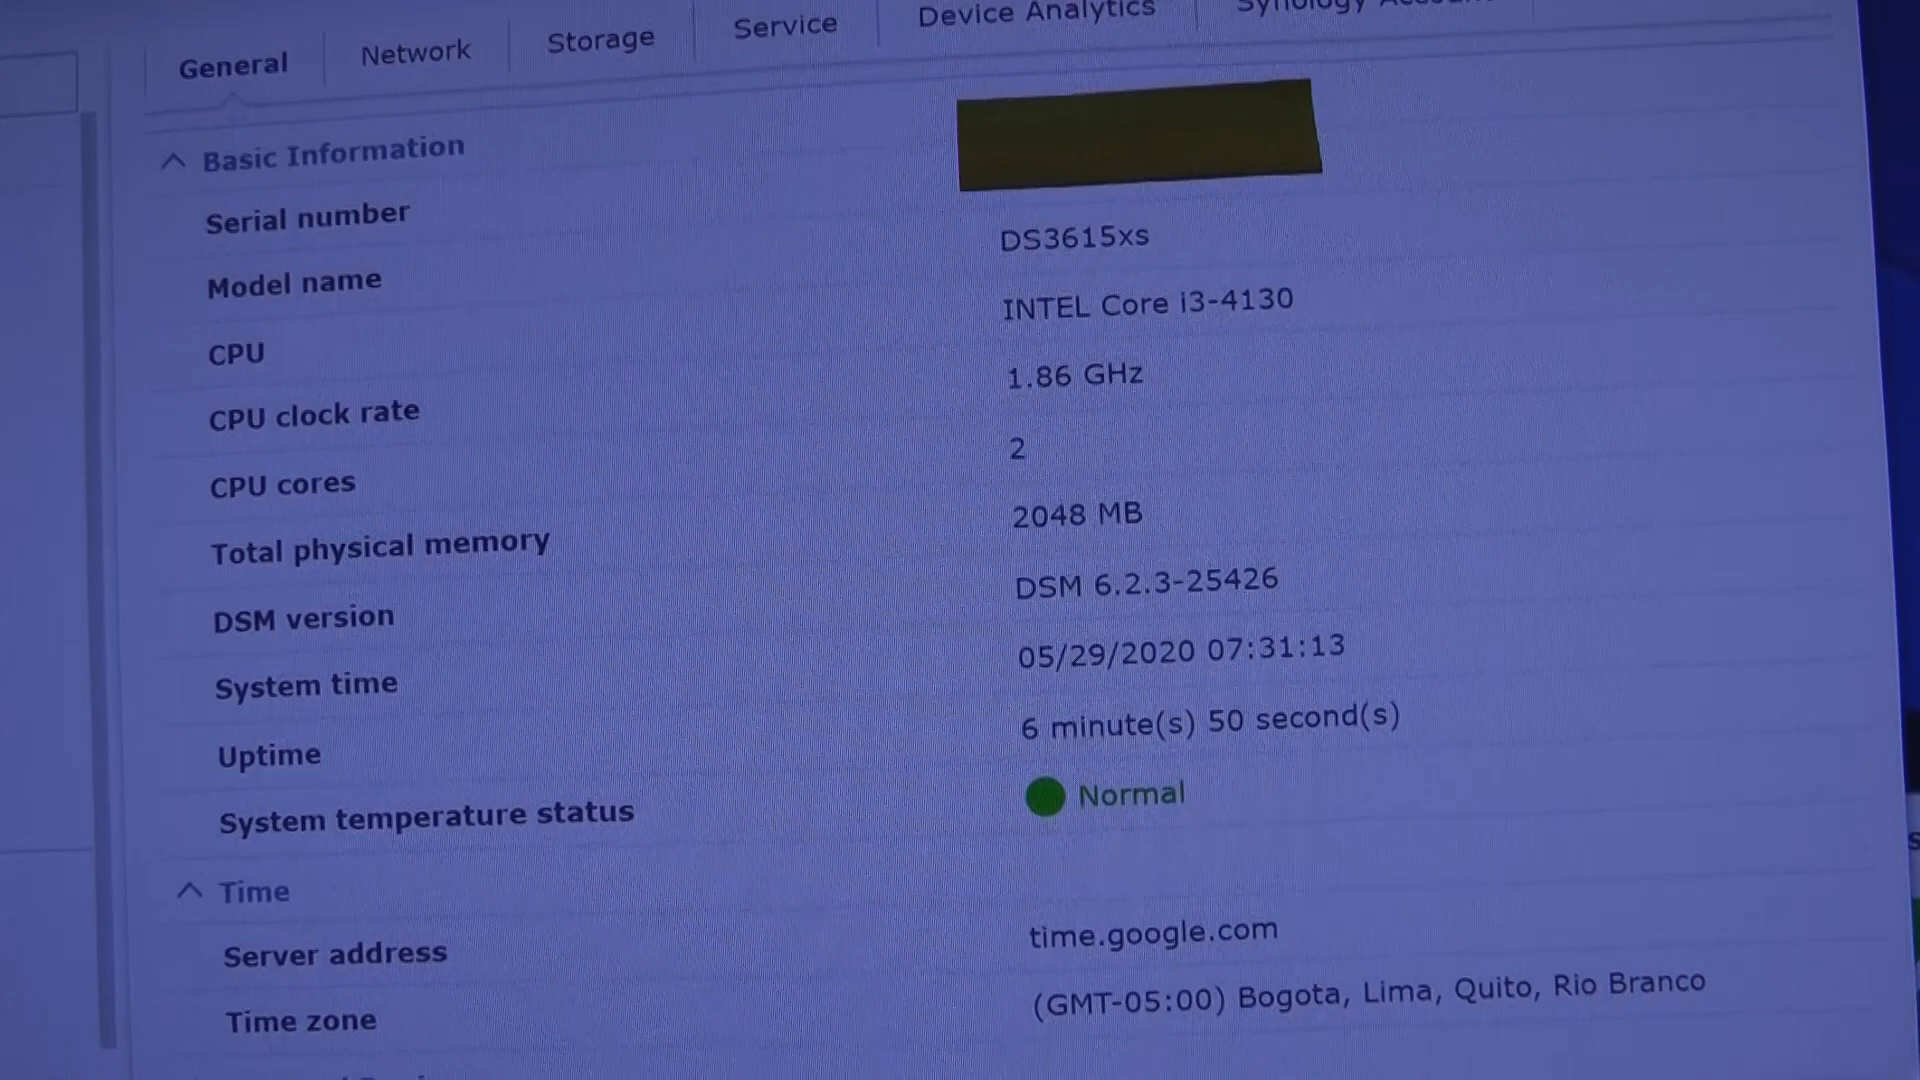 General Network Storage Service Device Analytics Synology
Basic Information
Serial number
Model name DS3615xs
CPU INTEL Core i3-4130
CPU clock rate 1.86 GHz
CPU cores 2
Total physical memory 2048 MB
DSM version DSM 6.2.3-25426
System time 05/29/2020 07:31:13
Uptime 6 minute(s) 50 second(s)
System temperature status Normal
Time
Server address time.google.com
Time zone (GMT-05:00) Bogota, Lima, Quito, Rio Branco